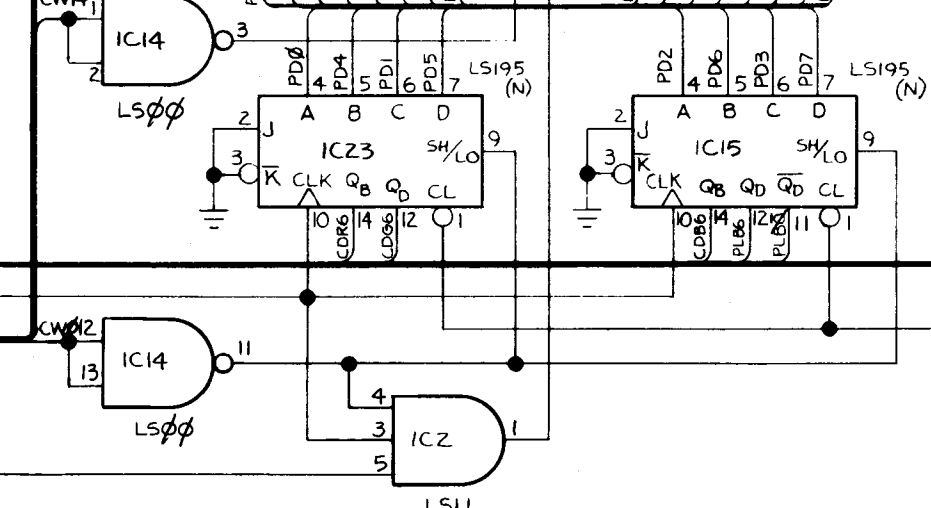 1
IC14
3
2
LSØØ
PDØ
PD4
PD1
PD5
4
5
6
7
LS195
(N)
A B C D
2
J
IC23
SH/LO
9
3
K̅
CLK
QB
QD
CL
10
14
12
1
CDR6
CDG6
PD2
PD6
PD3
PD7
4
5
6
7
LS195
(N)
A B C D
2
J
IC15
SH/LO
9
3
K̅
CLK
QB
QD
Q̅D̅
CL
10
14
12
11
1
CDB6
PLB6
12
IC14
11
13
LSØØ
4
3
IC2
1
5
LS11